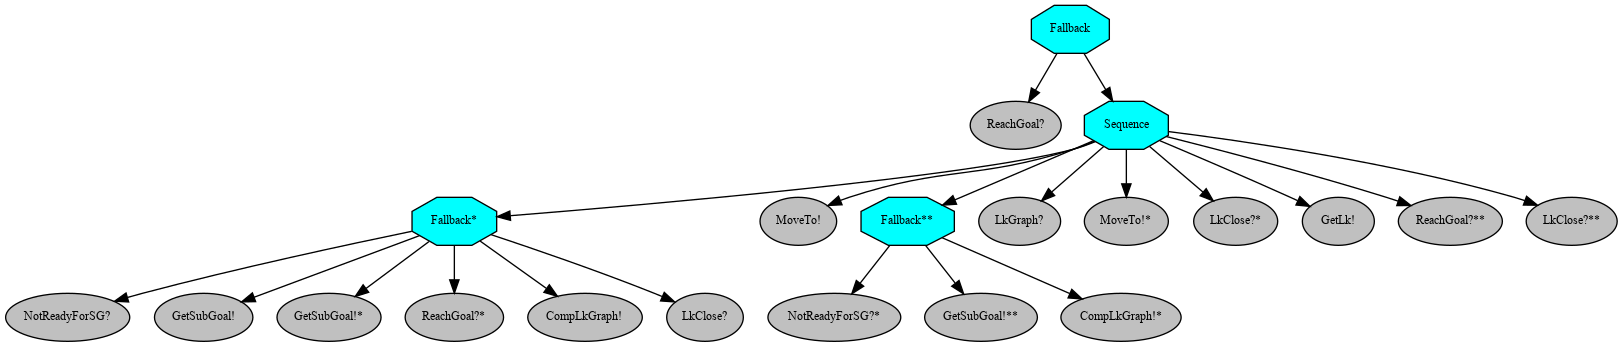 Fallback
ReachGoal?
Sequence
Fallback*
MoveTo!
Fallback**
LkGraph?
MoveTo!*
LkClose?*
GetLk!
ReachGoal?**
LkClose?**
NotReadyForSG?
GetSubGoal!
GetSubGoal!*
ReachGoal?*
CompLkGraph!
LkClose?
NotReadyForSG?*
GetSubGoal!**
CompLkGraph!*